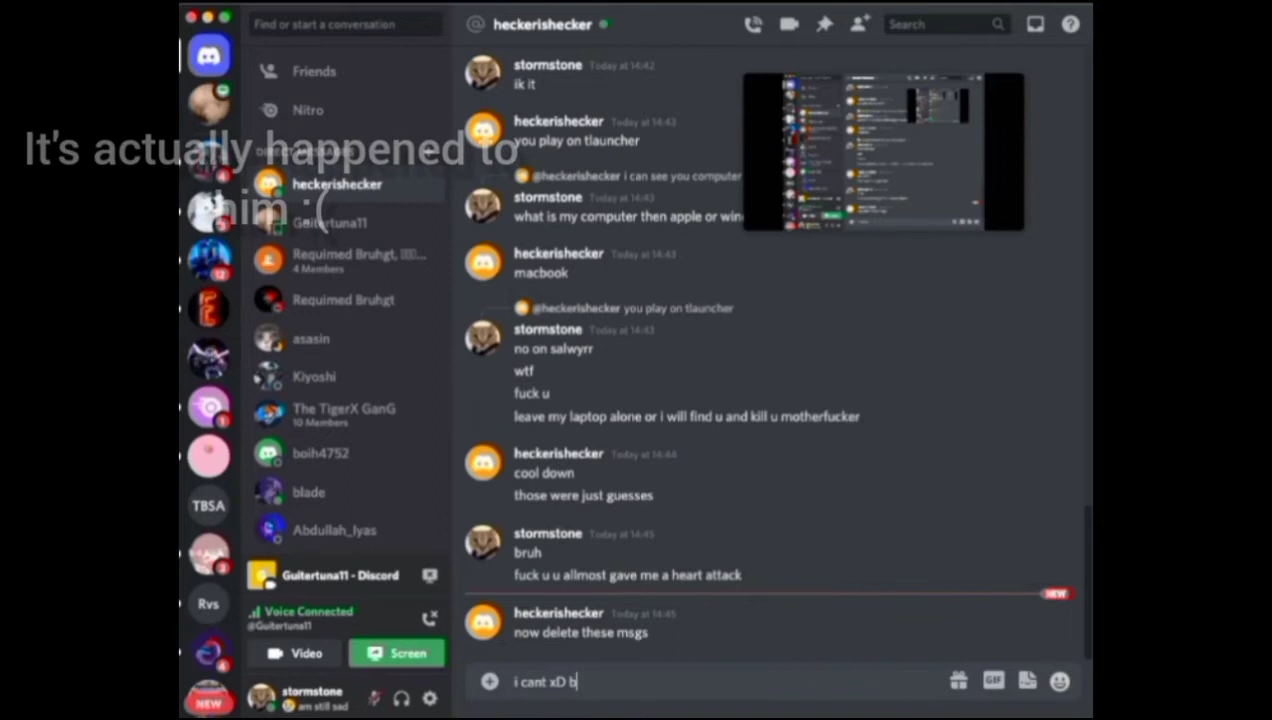 Find or start a conversation
Friends
Nitro
heckerishecker
Guitertuna11
Requimed Bruhgt,
4 Members
Requimed Bruhgt
asasin
Kiyoshi
The TigerX GanG
10 Members
boih4752
blade
Abdullah_Iyas
Guitertuna11 - Discord
Voice Connected
@Guitertuna11
Video
Screen
stormstone
am still sad
4
12
1
TBSA
3
Rvs
4
NEW
It's actually happened to
him :(
heckerishecker
Search
stormstone Today at 14:42
ik it
heckerishecker Today at 14:43
you play on tlauncher
@heckerishecker i can see you computer
stormstone Today at 14:43
what is my computer then apple or
heckerishecker Today at 14:43
macbook
@heckerishecker you play on tlauncher
stormstone Today at 14:43
no on salwyrr
wtf
fuck u
leave my laptop alone or i will find u and kill u motherfucker
heckerishecker Today at 14:44
cool down
those were just guesses
stormstone Today at 14:45
bruh
fuck u u allmost gave me a heart attack
NEW
heckerishecker Today at 14:45
now delete these msgs
i cant xD b
GIF